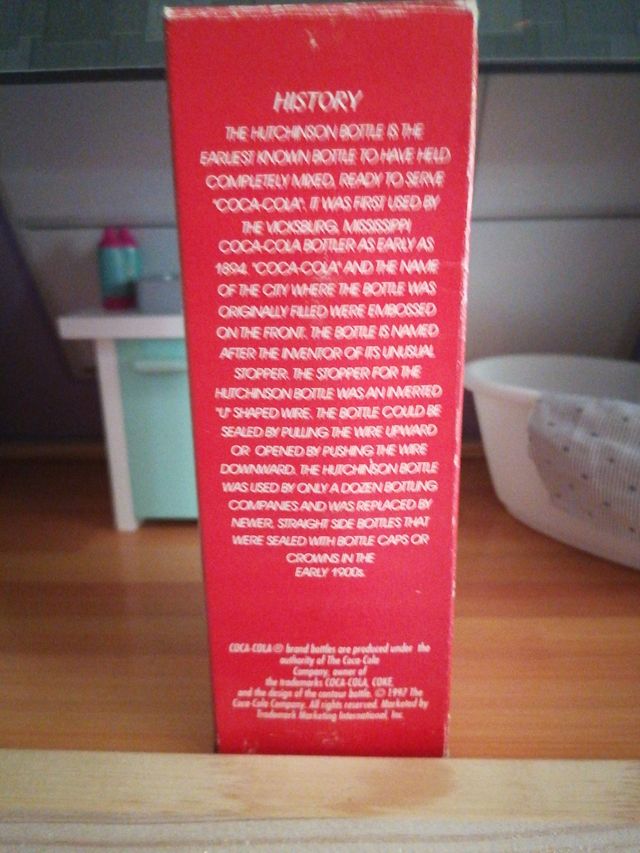 HISTORY
THE HUTCHINSON BOTTLE IS THE
EARLIEST KNOWN BOTTLE TO HAVE HELD
COMPLETELY MIXED, READY TO SERVE
"COCA-COLA". IT WAS FIRST USED BY
THE VICKSBURG, MISSISSIPPI
COCA-COLA BOTTLER AS EARLY AS
1894. "COCA-COLA" AND THE NAME
OF THE CITY WHERE THE BOTTLE WAS
ORIGINALLY FILLED WERE EMBOSSED
ON THE FRONT. THE BOTTLE IS NAMED
AFTER THE INVENTOR OF ITS UNUSUAL
STOPPER. THE STOPPER FOR THE
HUTCHINSON BOTTLE WAS AN INVERTED
"U" SHAPED WIRE. THE BOTTLE COULD BE
SEALED BY PULLING THE WIRE UPWARD
OR OPENED BY PUSHING THE WIRE
DOWNWARD. THE HUTCHINSON BOTTLE
WAS USED BY ONLY A DOZEN BOTTLING
COMPANIES AND WAS REPLACED BY
NEWER, STRAIGHT SIDE BOTTLES THAT
WERE SEALED WITH BOTTLE CAPS OR
CROWNS IN THE
EARLY 1900s.
COCA-COLA ® brand bottles are produced under the
authority of The Coca-Cola
Company, owner of
the trademarks COCA-COLA, COKE
and the design of the contour bottle. © 1997 The
Coca-Cola Company. All rights reserved. Marketed by
Trademark Marketing International, Inc.